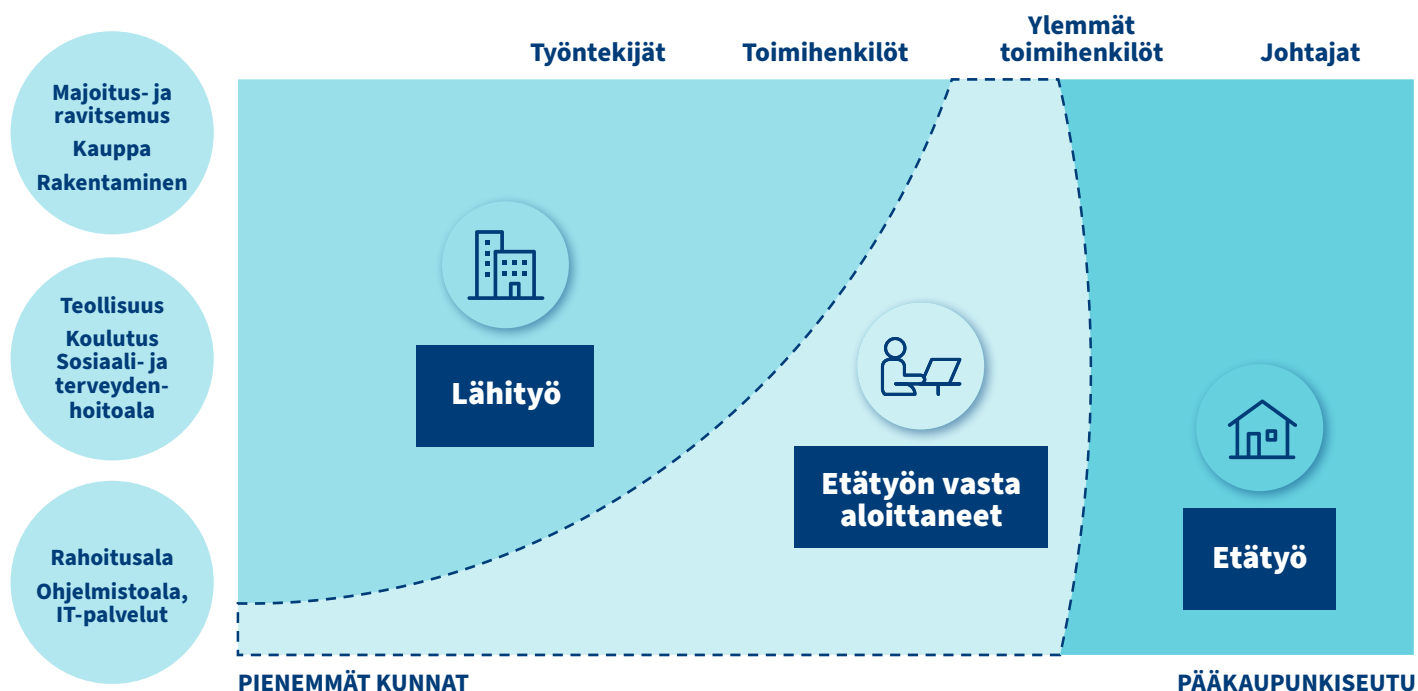 Työntekijät
Toimihenkilöt
Ylemmät
toimihenkilöt
Johtajat
Majoitus- ja
ravitsemus
Kauppa
Rakentaminen
Teollisuus
Koulutus
Sosiaali- ja
terveyden-
hoitoala
Rahoitusala
Ohjelmistoala,
IT-palvelut
Lähityö
Etätyön vasta
aloittaneet
Etätyö
PIENEMMÄT KUNNAT
PÄÄKAUPUNKISEUTU